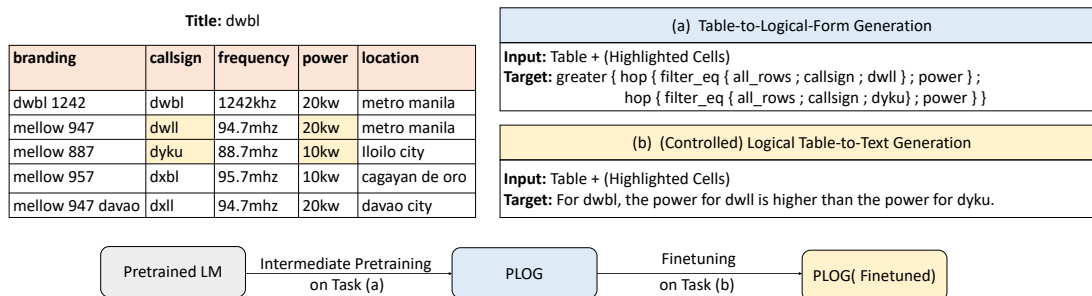 Title: dwbl
branding callsign frequency power location
dwbl 1242 dwbl 1242khz 20kw metro manila
mellow 947 dwll 94.7mhz 20kw metro manila
mellow 887 dyku 88.7mhz 10kw Iloilo city
mellow 957 dxbl 95.7mhz 10kw cagayan de oro
mellow 947 davao dxll 94.7mhz 20kw davao city
(a) Table-to-Logical-Form Generation
Input: Table + (Highlighted Cells)
Target: greater { hop { filter_eq { all_rows ; callsign ; dwll } ; power } ;
hop { filter_eq { all_rows ; callsign ; dyku} ; power } }
(b) (Controlled) Logical Table-to-Text Generation
Input: Table + (Highlighted Cells)
Target: For dwbl, the power for dwll is higher than the power for dyku.
Pretrained LM
Intermediate Pretraining
on Task (a)
PLOG
Finetuning
on Task (b)
PLOG( Finetuned)